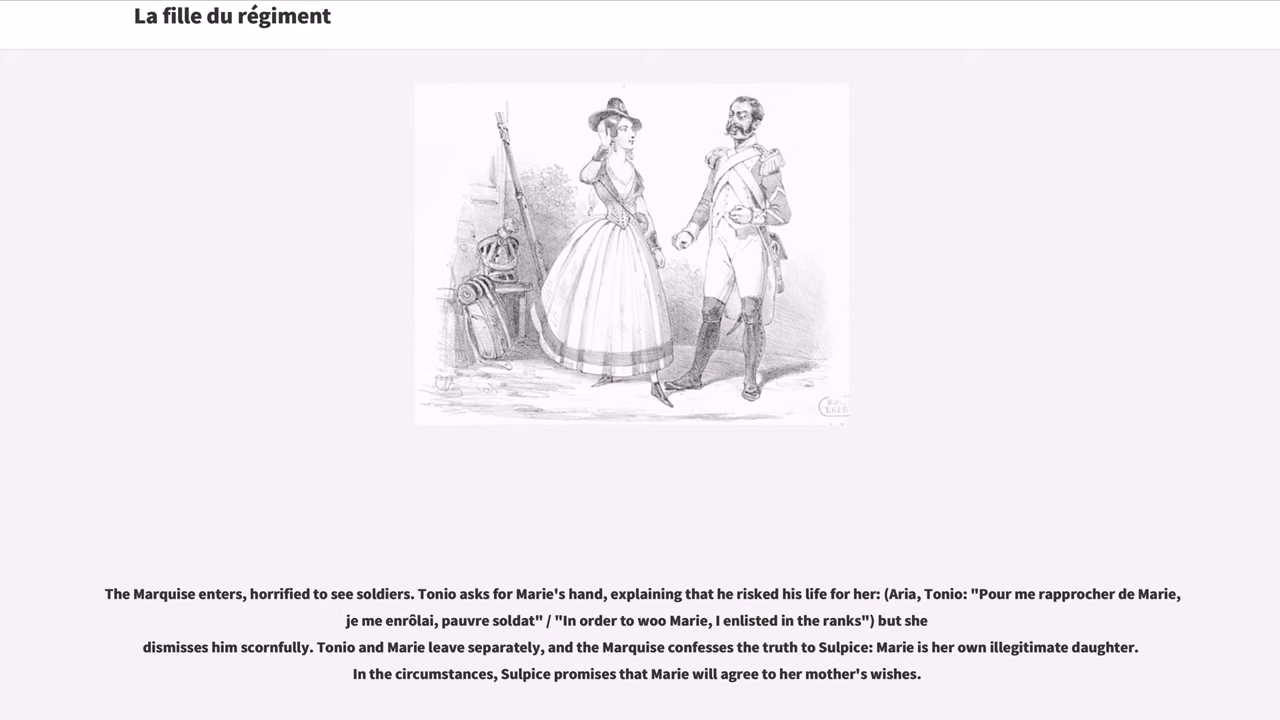 La fille du régiment
The Marquise enters, horrified to see soldiers. Tonio asks for Marie's hand, explaining that he risked his life for her: (Aria, Tonio: "Pour me rapprocher de Marie,
je me enrôlai, pauvre soldat" / "In order to woo Marie, I enlisted in the ranks") but she
dismisses him scornfully. Tonio and Marie leave separately, and the Marquise confesses the truth to Sulpice: Marie is her own illegitimate daughter.
In the circumstances, Sulpice promises that Marie will agree to her mother's wishes.